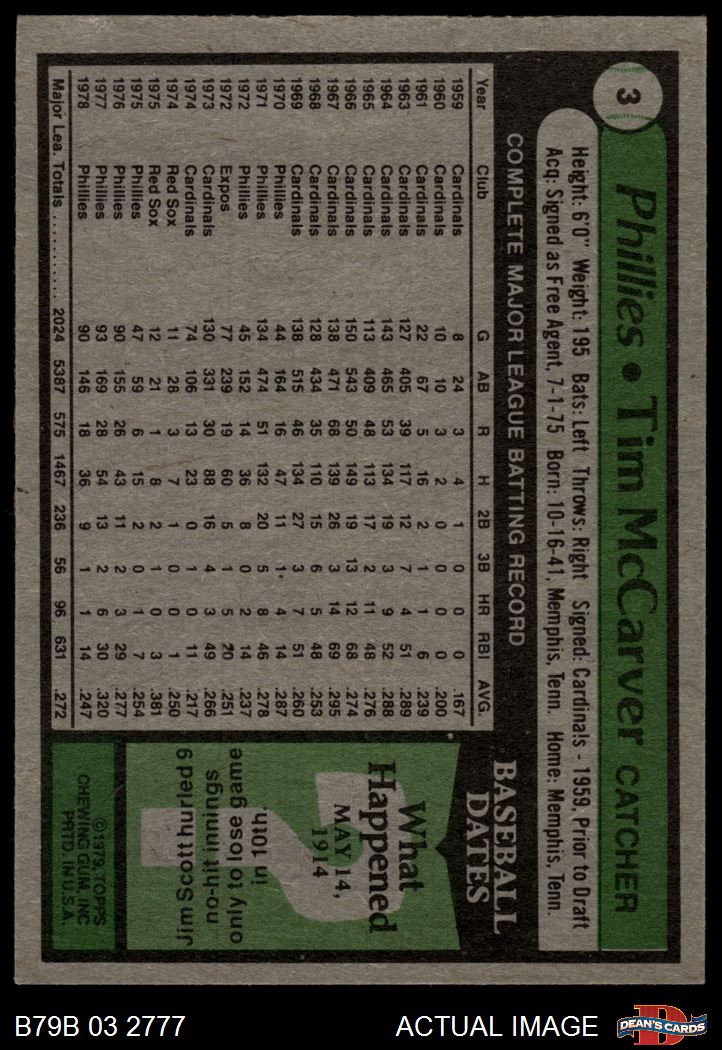 3
Phillies • Tim McCarver CATCHER
Height: 6'0" Weight: 195 Bats: Left Throws: Right Signed: Cardinals - 1959, Prior to Draft
Acq: Signed as Free Agent, 7-1-75 Born: 10-16-41, Memphis, Tenn. Home: Memphis, Tenn.
COMPLETE MAJOR LEAGUE BATTING RECORD
Year Club G AB R H 2B 3B HR RBI AVG.
1959 Cardinals 8 24 3 4 1 0 0 0 .167
1960 Cardinals 10 10 3 2 0 0 0 0 .200
1961 Cardinals 22 67 5 16 2 1 1 6 .239
1963 Cardinals 127 405 39 117 12 7 4 51 .289
1964 Cardinals 143 465 53 134 19 3 9 52 .288
1965 Cardinals 113 409 48 113 17 2 11 48 .276
1966 Cardinals 150 543 50 149 19 13 12 68 .274
1967 Cardinals 138 471 68 139 26 3 14 69 .295
1968 Cardinals 128 434 35 110 15 6 5 48 .253
1969 Cardinals 138 515 46 134 27 3 7 51 .260
1970 Phillies 44 164 16 47 11 1 4 14 .287
1971 Phillies 134 474 51 132 20 5 8 46 .278
1972 Phillies 45 152 14 36 8 0 2 14 .237
1972 Expos 77 239 19 60 5 1 5 20 .251
1973 Cardinals 130 331 30 88 16 4 3 49 .266
1974 Cardinals 74 106 13 23 0 1 0 11 .217
1974 Red Sox 11 28 3 7 1 0 0 1 .250
1975 Red Sox 12 21 1 8 2 1 0 3 .381
1975 Phillies 47 59 6 15 2 0 1 7 .254
1976 Phillies 90 155 26 43 11 2 3 29 .277
1977 Phillies 93 169 28 54 13 2 6 30 .320
1978 Phillies 90 146 18 36 9 1 1 14 .247
Major Lea. Totals ............ 2024 5387 575 1467 236 56 96 631 .272
BASEBALL
DATES
What
Happened
MAY 14,
1914
Jim Scott hurled 9
no-hit innings
only to lose game
in 10th.
©1979, TOPPS
CHEWING GUM, INC
PRTD. IN U.S.A.
B79B 03 2777
ACTUAL IMAGE
D
DEAN'S CARDS